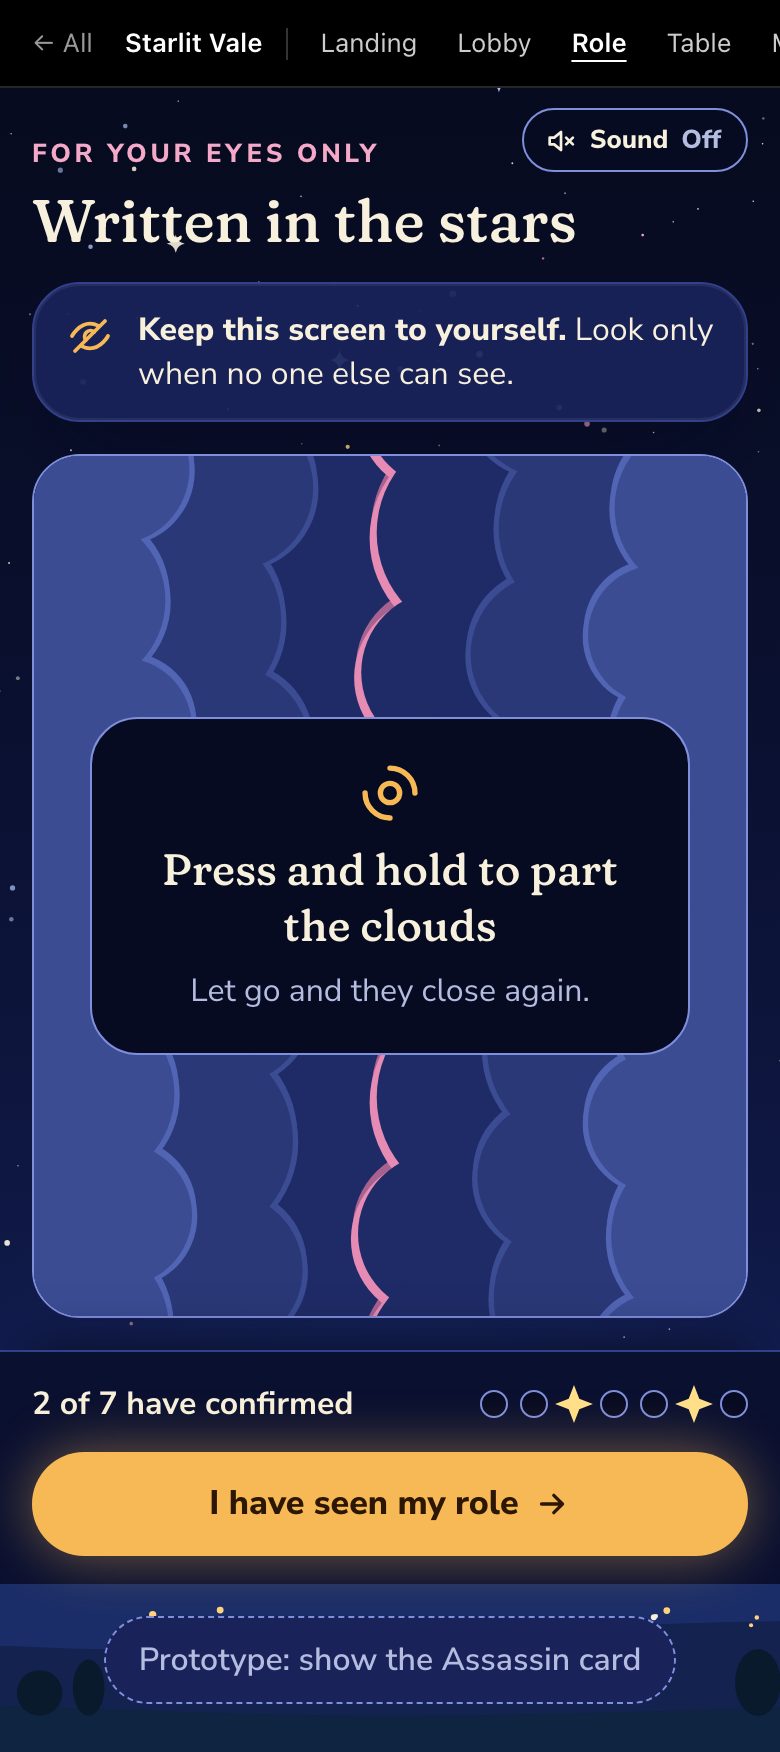 ← All Starlit Vale Landing Lobby Role Table
FOR YOUR EYES ONLY
Sound Off
Written in the stars
Keep this screen to yourself. Look only
when no one else can see.
Press and hold to part
the clouds
Let go and they close again.
2 of 7 have confirmed
I have seen my role →
Prototype: show the Assassin card